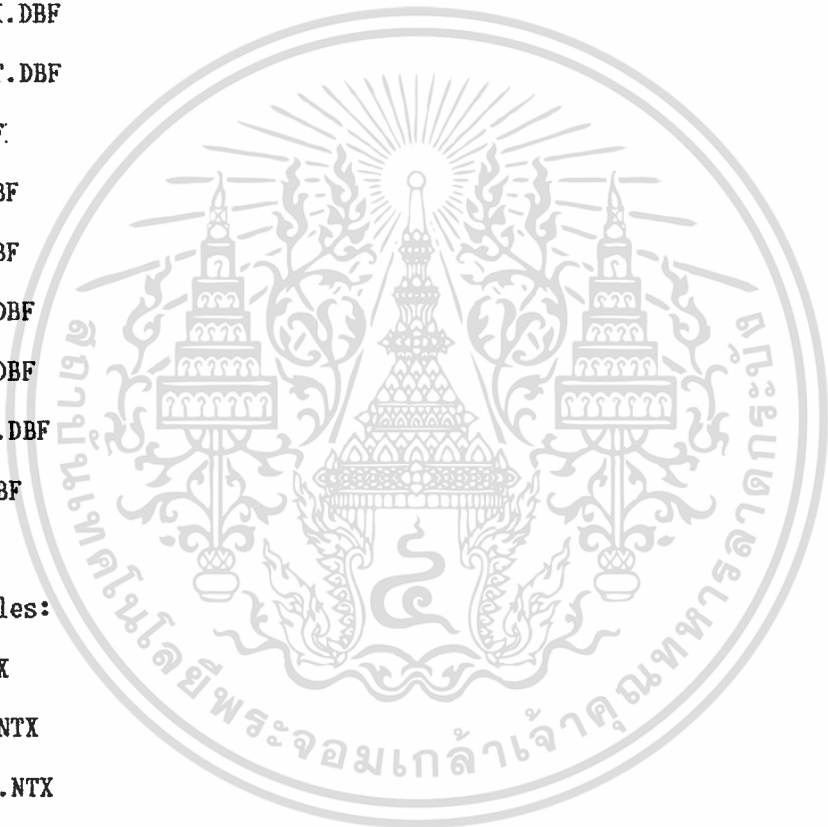 .DBF
T.DBF
BF
BF
DBF
DBF
.DBF
BF
les:
X
NTX
.NTX
สถาบันเทคโนโลยีพระจอมเกล้าเจ้าคุณทหารลาดกระบัง